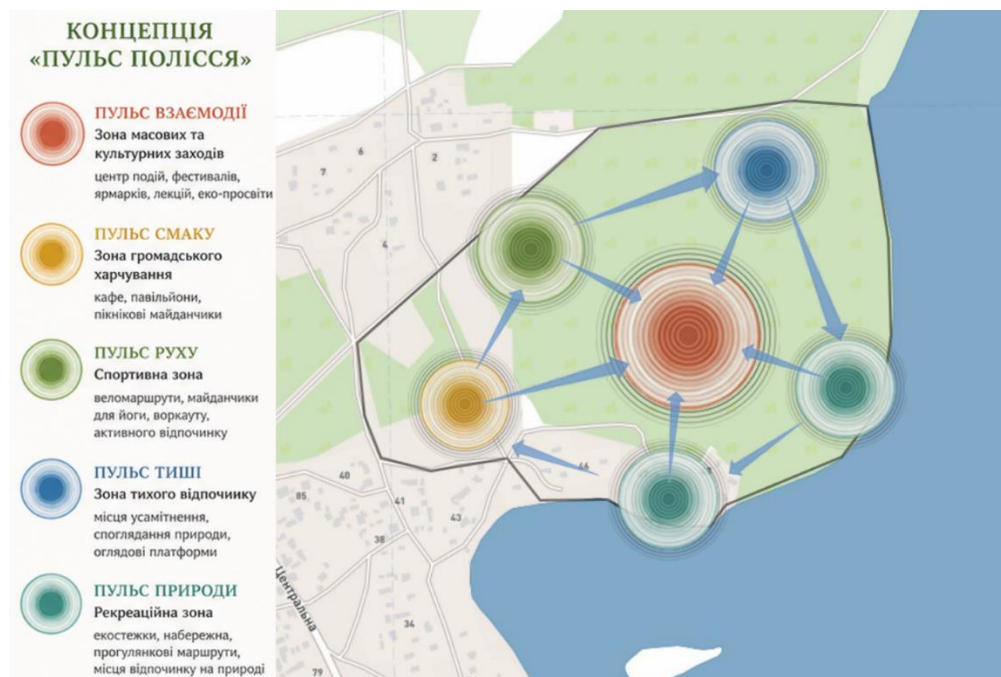 КОНЦЕПЦІЯ
«ПУЛЬС ПОЛІССЯ»
ПУЛЬС ВЗАЄМОДІЇ
Зона масових та
культурних заходів
центр подій, фестивалів,
ярмарків, лекцій, еко-просвіти
ПУЛЬС СМАКУ
Зона громадського
харчування
кафе, павільйони,
пікнікові майданчики
ПУЛЬС РУХУ
Спортивна зона
веломаршрути, майданчики
для йоги, воркауту,
активного відпочинку
ПУЛЬС ТИШІ
Зона тихого відпочинку
місця усамітнення,
споглядання природи,
оглядові платформи
ПУЛЬС ПРИРОДИ
Рекреаційна зона
екостежки, набережна,
прогулянкові маршрути,
місця відпочинку на природі
6
2
7
4
40
46
85
41
43
38
Центральна
34
79